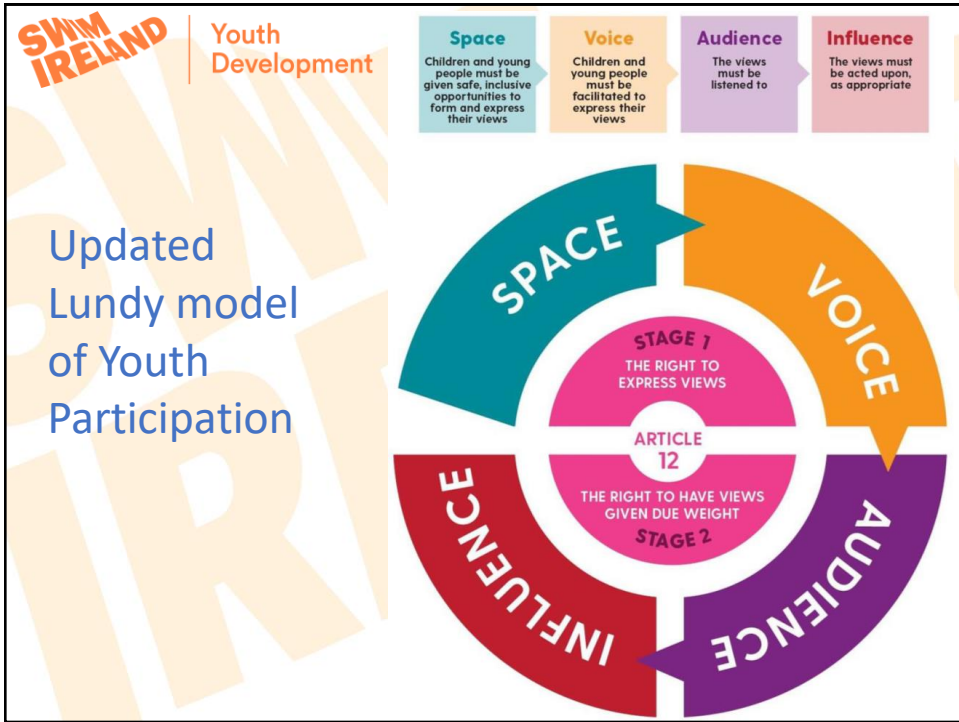 SWIM
IRELAND
Youth
Development
Space
Children and young
people must be
given safe, inclusive
opportunities to
form and express
their views
Voice
Children and
young people
must be
facilitated to
express their
views
Audience
The views
must be
listened to
Influence
The views must
be acted upon,
as appropriate
Updated
Lundy model
of Youth
Participation
SPACE
VOICE
AUDIENCE
INFLUENCE
STAGE 1
THE RIGHT TO
EXPRESS VIEWS
ARTICLE
12
THE RIGHT TO HAVE VIEWS
GIVEN DUE WEIGHT
STAGE 2